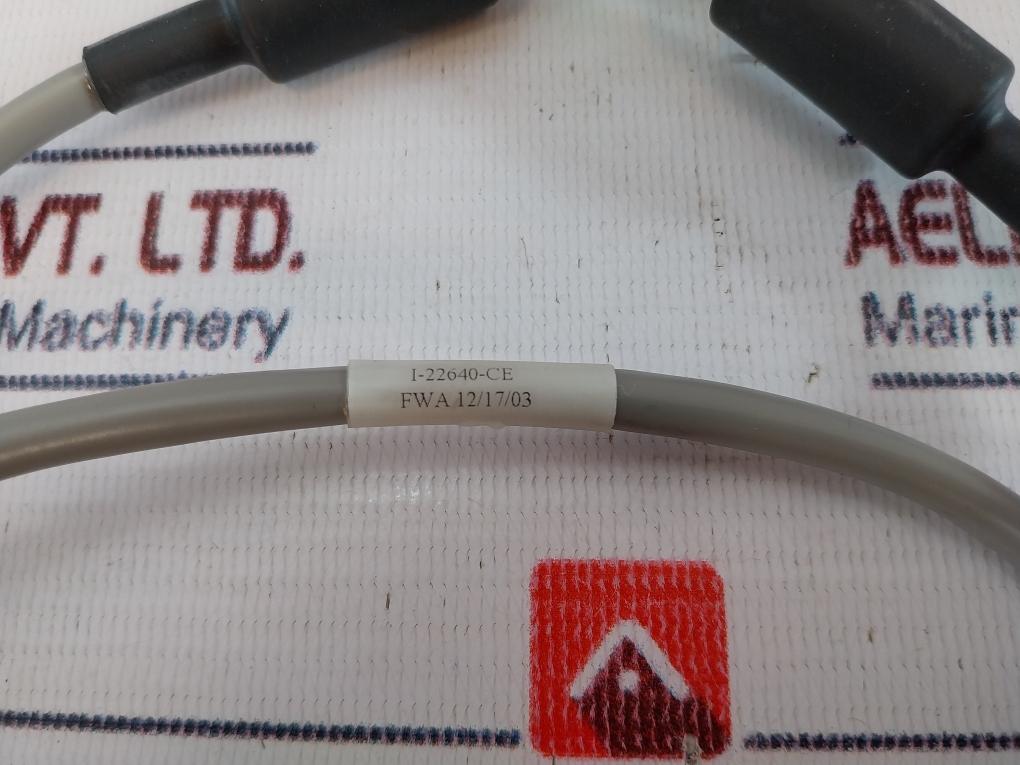 VT. LTD.
Machinery
AEL
Marin
I-22640-CE
FWA 12/17/03